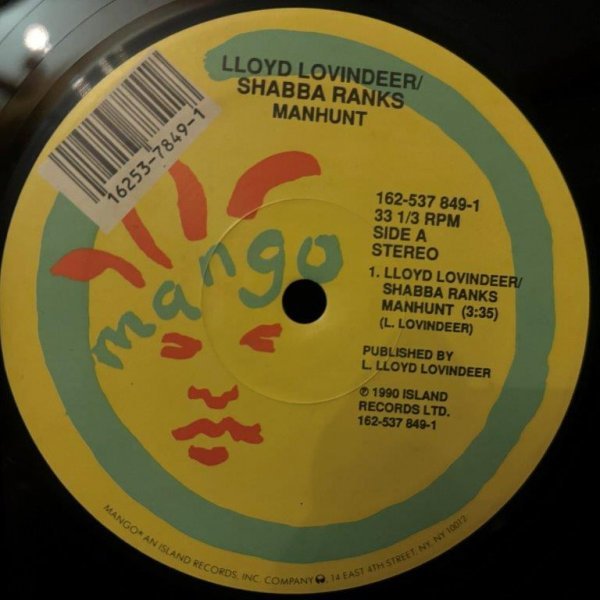 LLOYD LOVINDEER/
SHABBA RANKS
MANHUNT
16253-7849-1
mango
162-537 849-1
33 1/3 RPM
SIDE A
STEREO
1. LLOYD LOVINDEER/
SHABBA RANKS
MANHUNT (3:35)
(L. LOVINDEER)
PUBLISHED BY
L. LLOYD LOVINDEER
℗ 1990 ISLAND
RECORDS LTD.
162-537 849-1
MANGO® AN ISLAND RECORDS, INC. COMPANY, 14 EAST 4TH STREET, NY, NY 10012